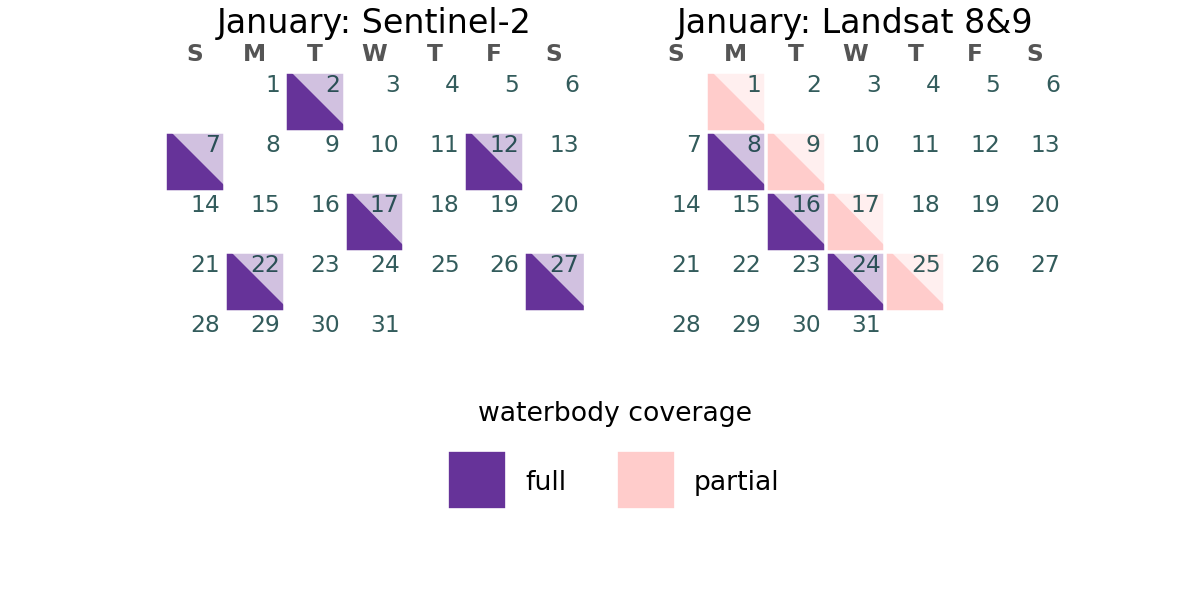 January: Sentinel-2
S M T W T F S
1 2 3 4 5 6
7 8 9 10 11 12 13
14 15 16 17 18 19 20
21 22 23 24 25 26 27
28 29 30 31
January: Landsat 8&9
S M T W T F S
1 2 3 4 5 6
7 8 9 10 11 12 13
14 15 16 17 18 19 20
21 22 23 24 25 26 27
28 29 30 31
waterbody coverage
full partial